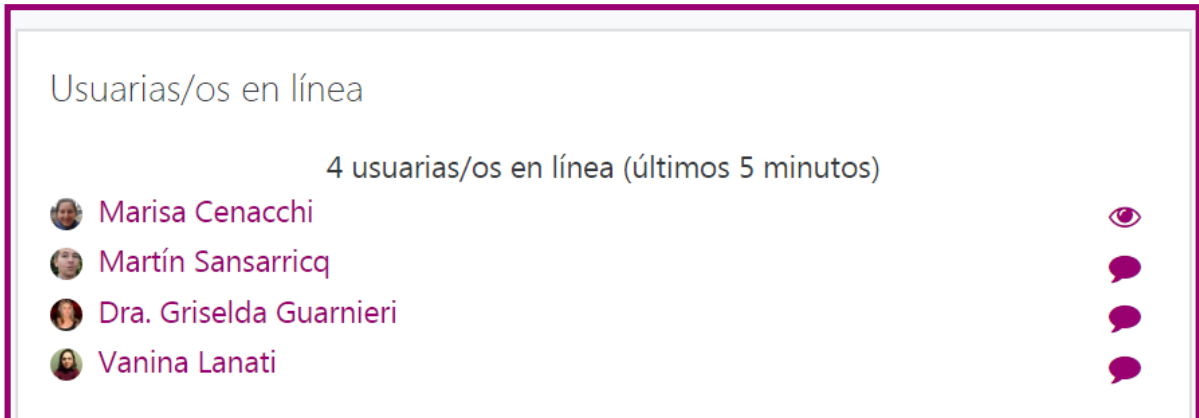 Usuarias/os en línea
4 usuarias/os en línea (últimos 5 minutos)
Marisa Cenacchi
Martín Sansarricq
Dra. Griselda Guarnieri
Vanina Lanati